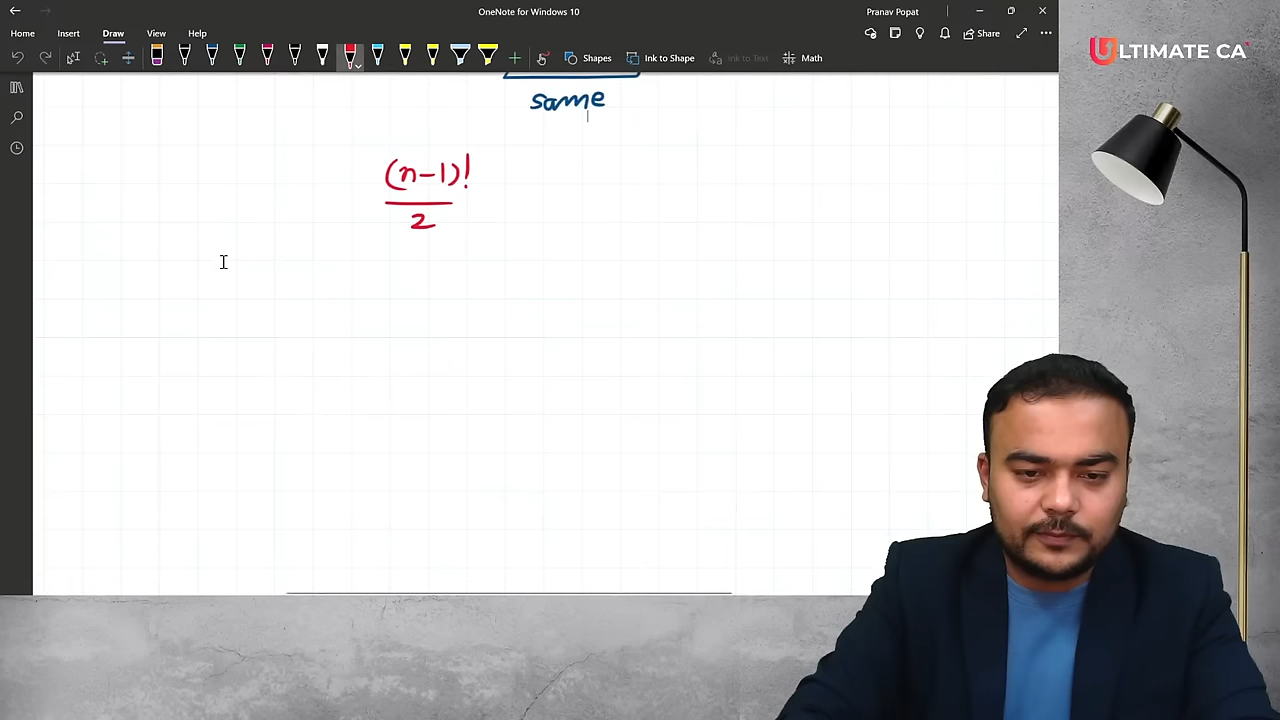 OneNote for Windows 10
Pranav Popat
Home Insert Draw View Help
Share
Shapes Ink to Shape Ink to Text Math
ULTIMATE CA
same
(n-1)!
2